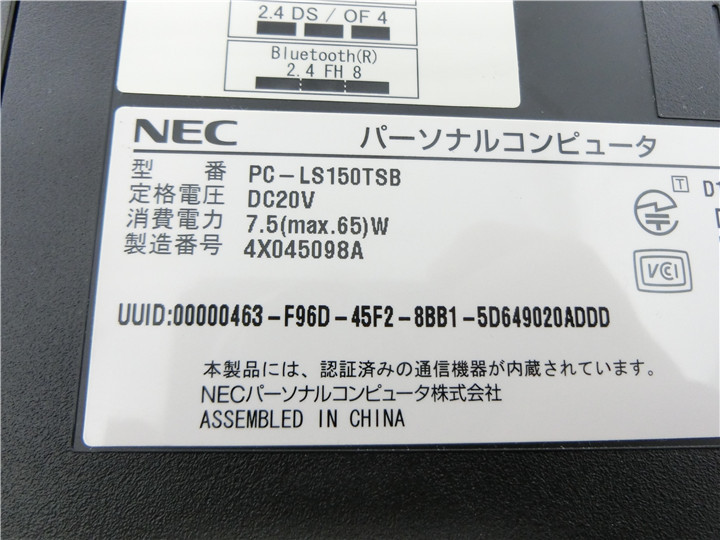 2.4 DS / OF 4
Bluetooth(R)
2.4 FH 8
NEC パーソナルコンピュータ
型 番 PC-LS150TSB
定格電圧 DC20V
消費電力 7.5(max.65)W
製造番号 4X045098A
T
VCCI
UUID:00000463-F96D-45F2-8BB1-5D649020ADDD
本製品には、認証済みの通信機器が内蔵されています。
NECパーソナルコンピュータ株式会社
ASSEMBLED IN CHINA